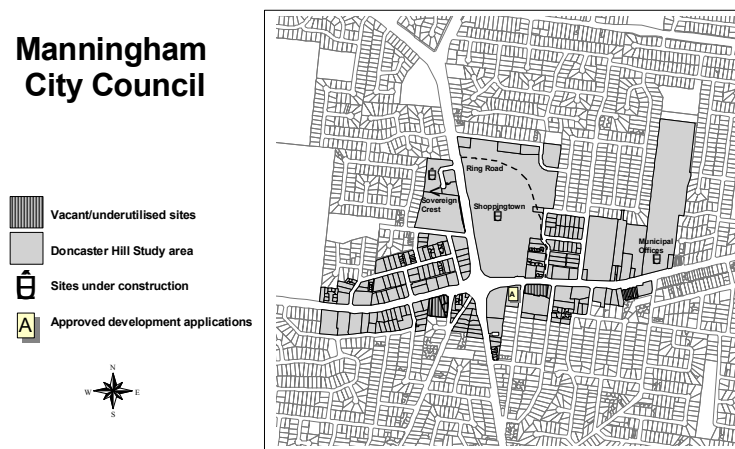 Manningham
City Council
Vacant/underutilised sites
Doncaster Hill Study area
Sites under construction
A
Approved development applications
N
W
E
S
Ring Road
Sovereign
Crest
Shoppingtown
Municipal
Offices
A